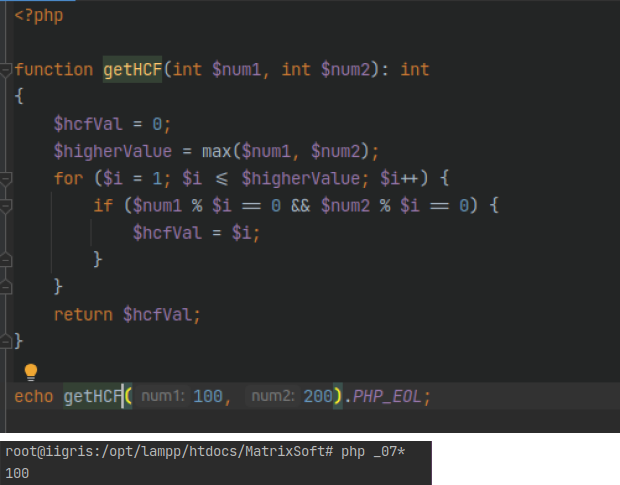 <?php
function getHCF(int $num1, int $num2): int
{
$hcfVal = 0;
$higherValue = max($num1, $num2);
for ($i = 1; $i <= $higherValue; $i++) {
if ($num1 % $i == 0 && $num2 % $i == 0) {
$hcfVal = $i;
}
}
return $hcfVal;
}
echo getHCF( num1: 100, num2: 200).PHP_EOL;
root@iigris:/opt/lampp/htdocs/MatrixSoft# php _07*
100